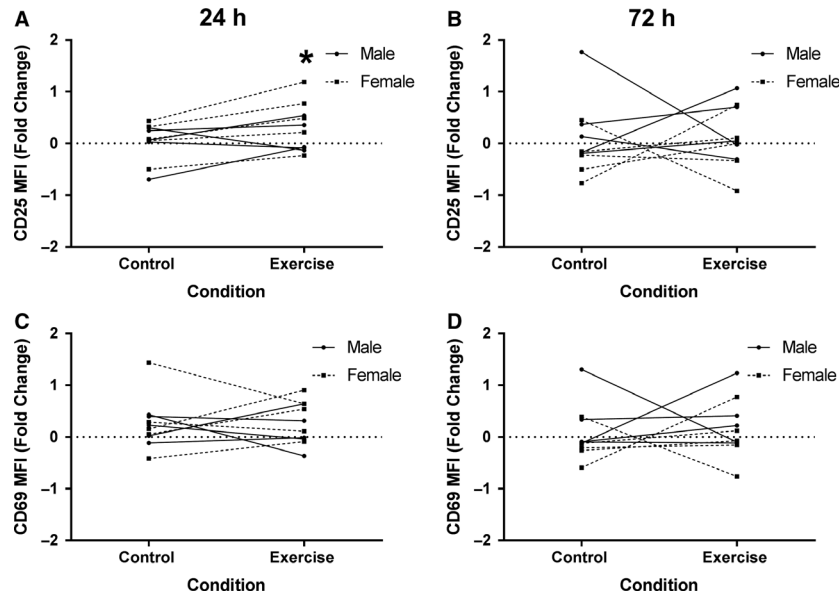 A
24 h
CD25 MFI (Fold Change)
2
1
0
–1
–2
*
Male
Female
Control
Exercise
Condition
B
72 h
CD25 MFI (Fold Change)
2
1
0
–1
–2
Male
Female
Control
Exercise
Condition
C
CD69 MFI (Fold Change)
2
1
0
–1
–2
Male
Female
Control
Exercise
Condition
D
CD69 MFI (Fold Change)
2
1
0
–1
–2
Male
Female
Control
Exercise
Condition